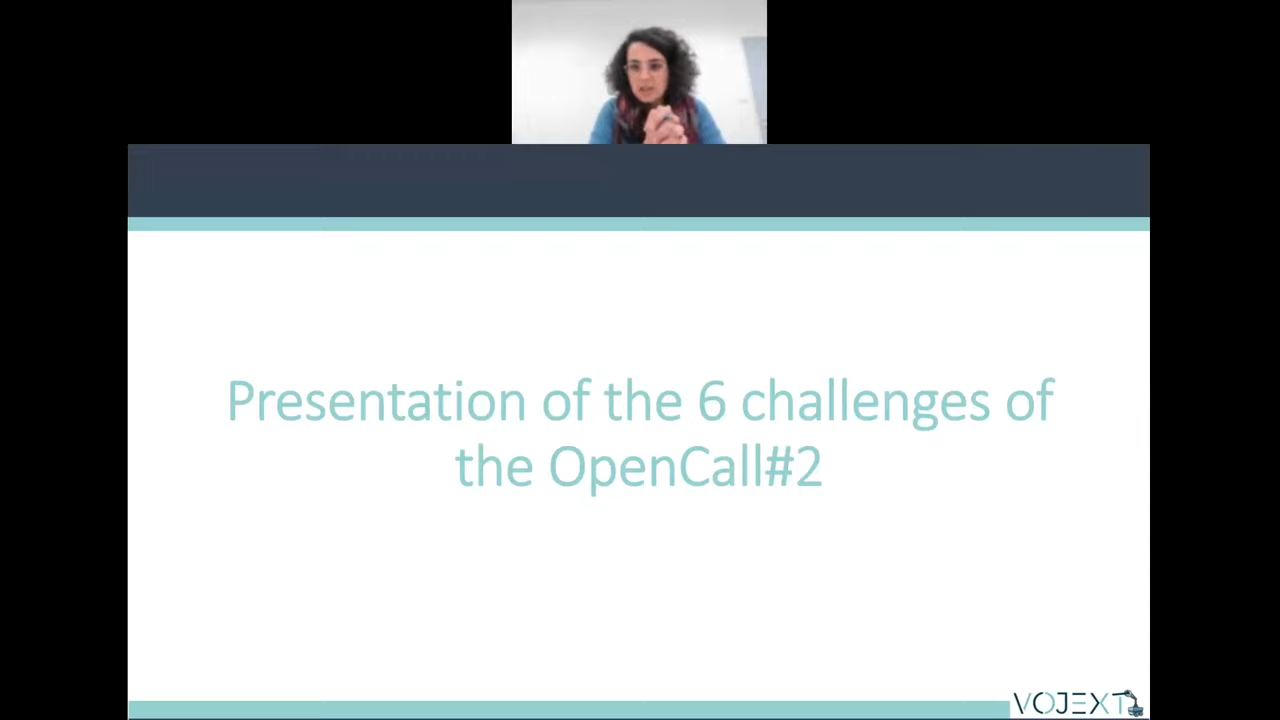 Presentation of the 6 challenges of
the OpenCall#2
VOJEXT